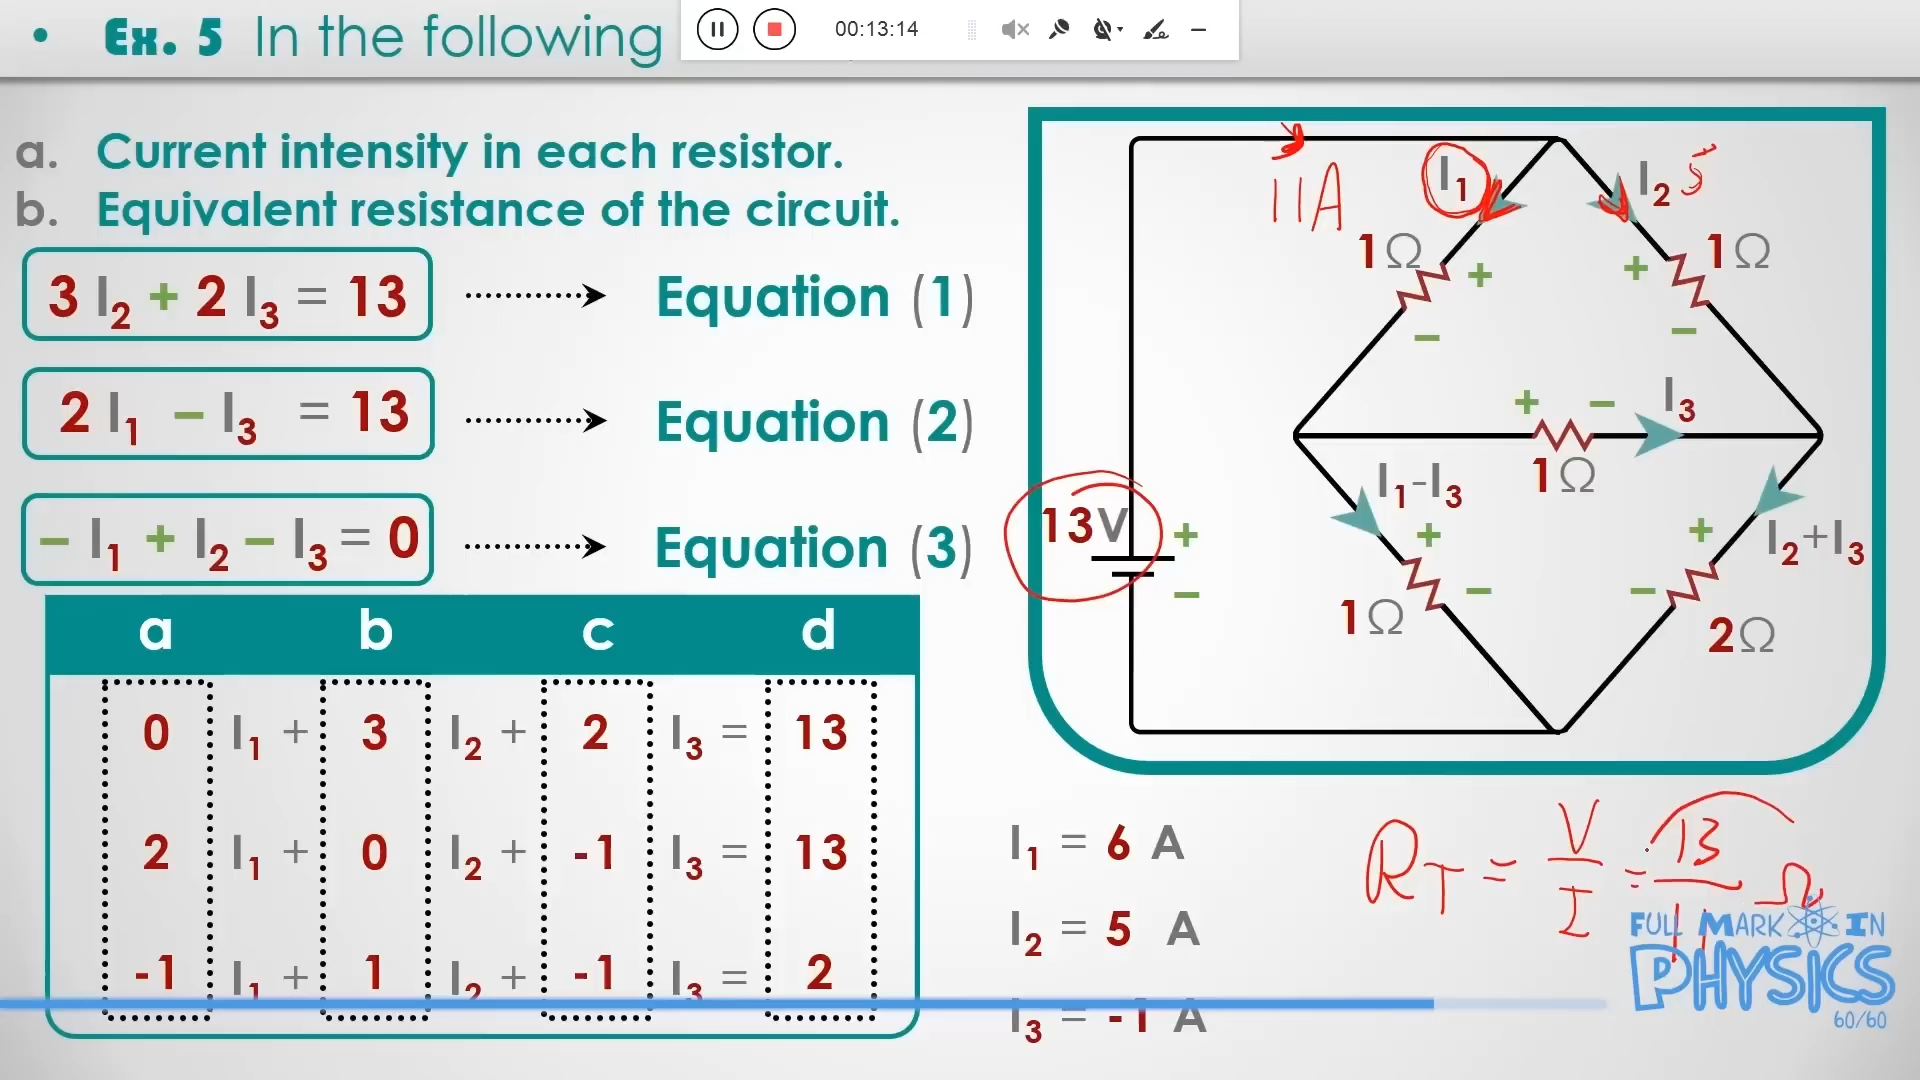 • Ex. 5 In the following
00:13:14
a. Current intensity in each resistor.
b. Equivalent resistance of the circuit.
3 I2 + 2 I3 = 13 Equation (1)
2 I1 – I3 = 13 Equation (2)
– I1 + I2 – I3 = 0 Equation (3)
a b c d
0 I1 + 3 I2 + 2 I3 = 13
2 I1 + 0 I2 + -1 I3 = 13
-1 I1 + 1 I2 + -1 I3 = 2
11A
I1
I2 5
1Ω
+
–
+
1Ω
–
+ – I3
1Ω
13V
+
–
I1-I3
+
–
1Ω
I2+I3
+
–
2Ω
I1 = 6 A
I2 = 5 A
I3 = -1 A
RT = V/I = 13/11 Ω
FULL MARK IN
PHYSICS
60/60